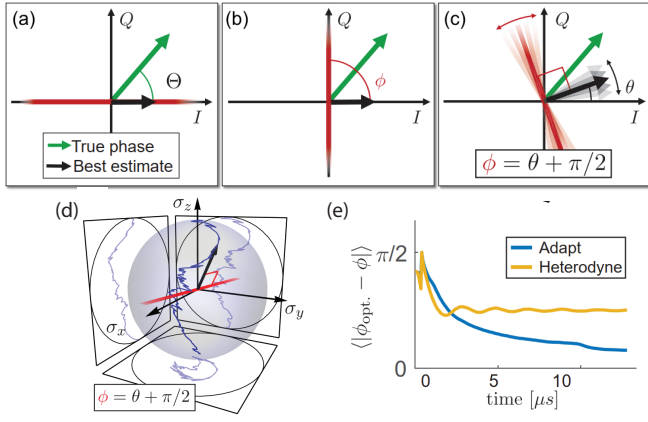 (a)
Q
Θ
I
True phase
Best estimate
(b)
Q
ϕ
I
(c)
Q
θ
I
ϕ = θ + π/2
(d)
σz
σy
σx
ϕ = θ + π/2
(e)
⟨|ϕopt. − ϕ|⟩
π/2
0
Adapt
Heterodyne
0 5 10
time [μs]